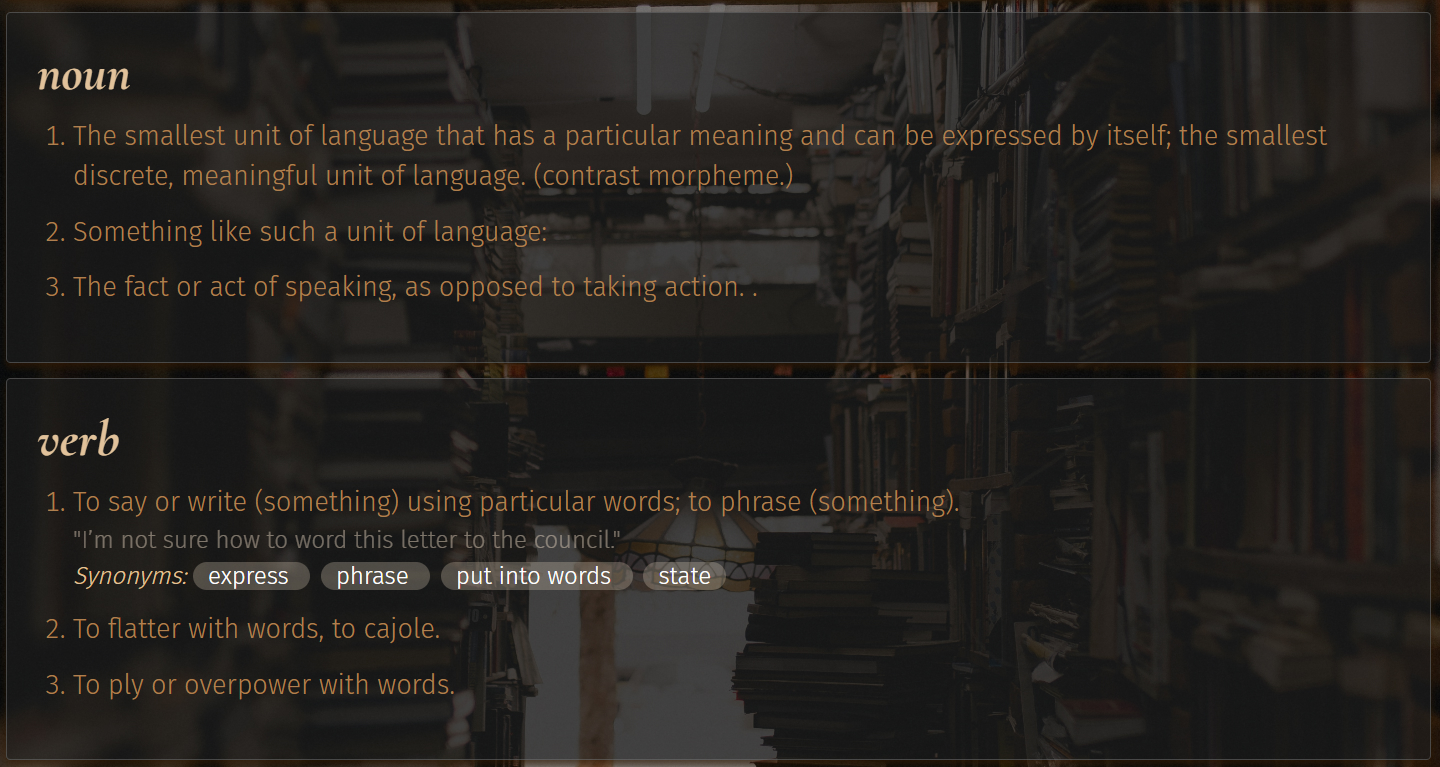 noun
1. The smallest unit of language that has a particular meaning and can be expressed by itself; the smallest
discrete, meaningful unit of language. (contrast morpheme.)
2. Something like such a unit of language:
3. The fact or act of speaking, as opposed to taking action. .
verb
1. To say or write (something) using particular words; to phrase (something).
"I’m not sure how to word this letter to the council."
Synonyms: express phrase put into words state
2. To flatter with words, to cajole.
3. To ply or overpower with words.